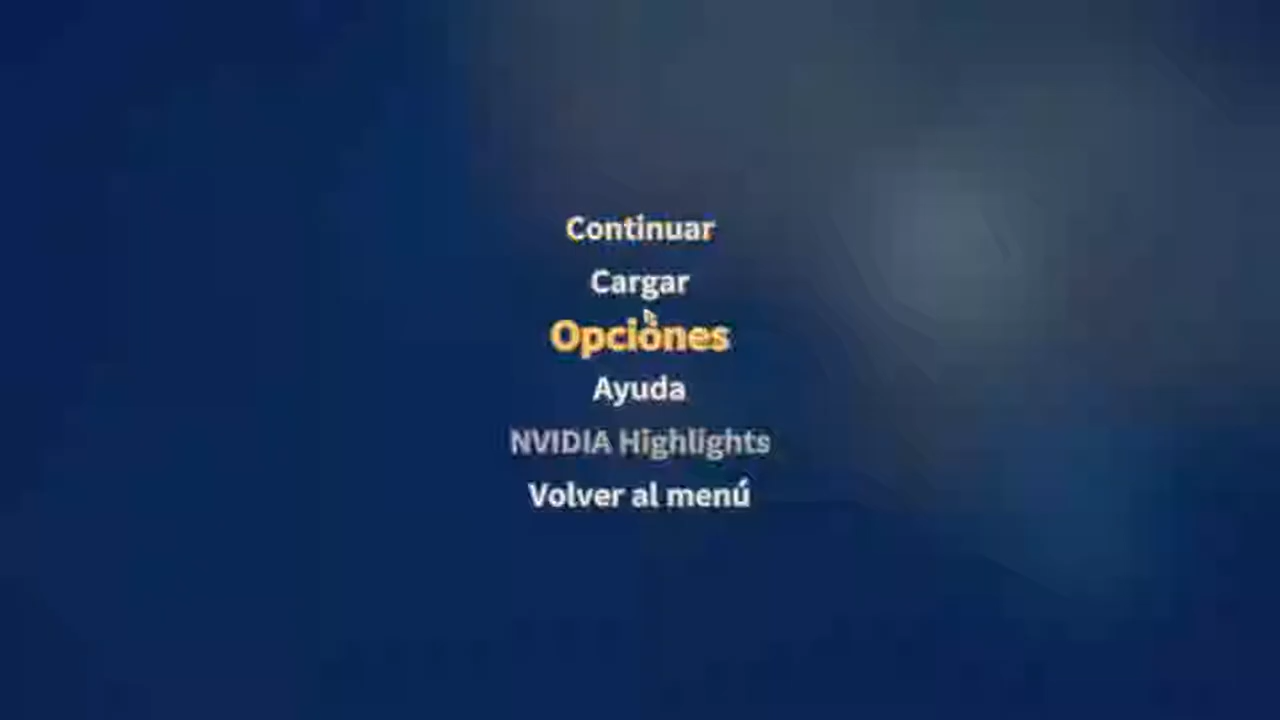 Continuar
Cargar
Opciones
Ayuda
NVIDIA Highlights
Volver al menú